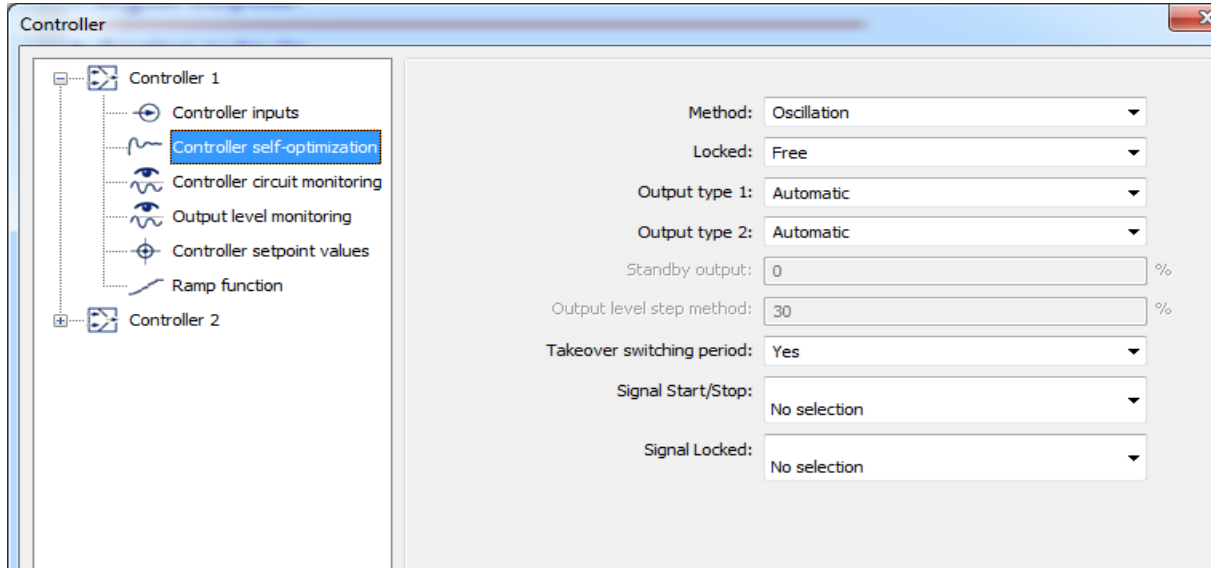 Controller
Controller 1
Controller inputs
Controller self-optimization
Controller circuit monitoring
Output level monitoring
Controller setpoint values
Ramp function
Controller 2
Method: Oscillation
Locked: Free
Output type 1: Automatic
Output type 2: Automatic
Standby output: 0 %
Output level step method: 30 %
Takeover switching period: Yes
Signal Start/Stop: No selection
Signal Locked: No selection